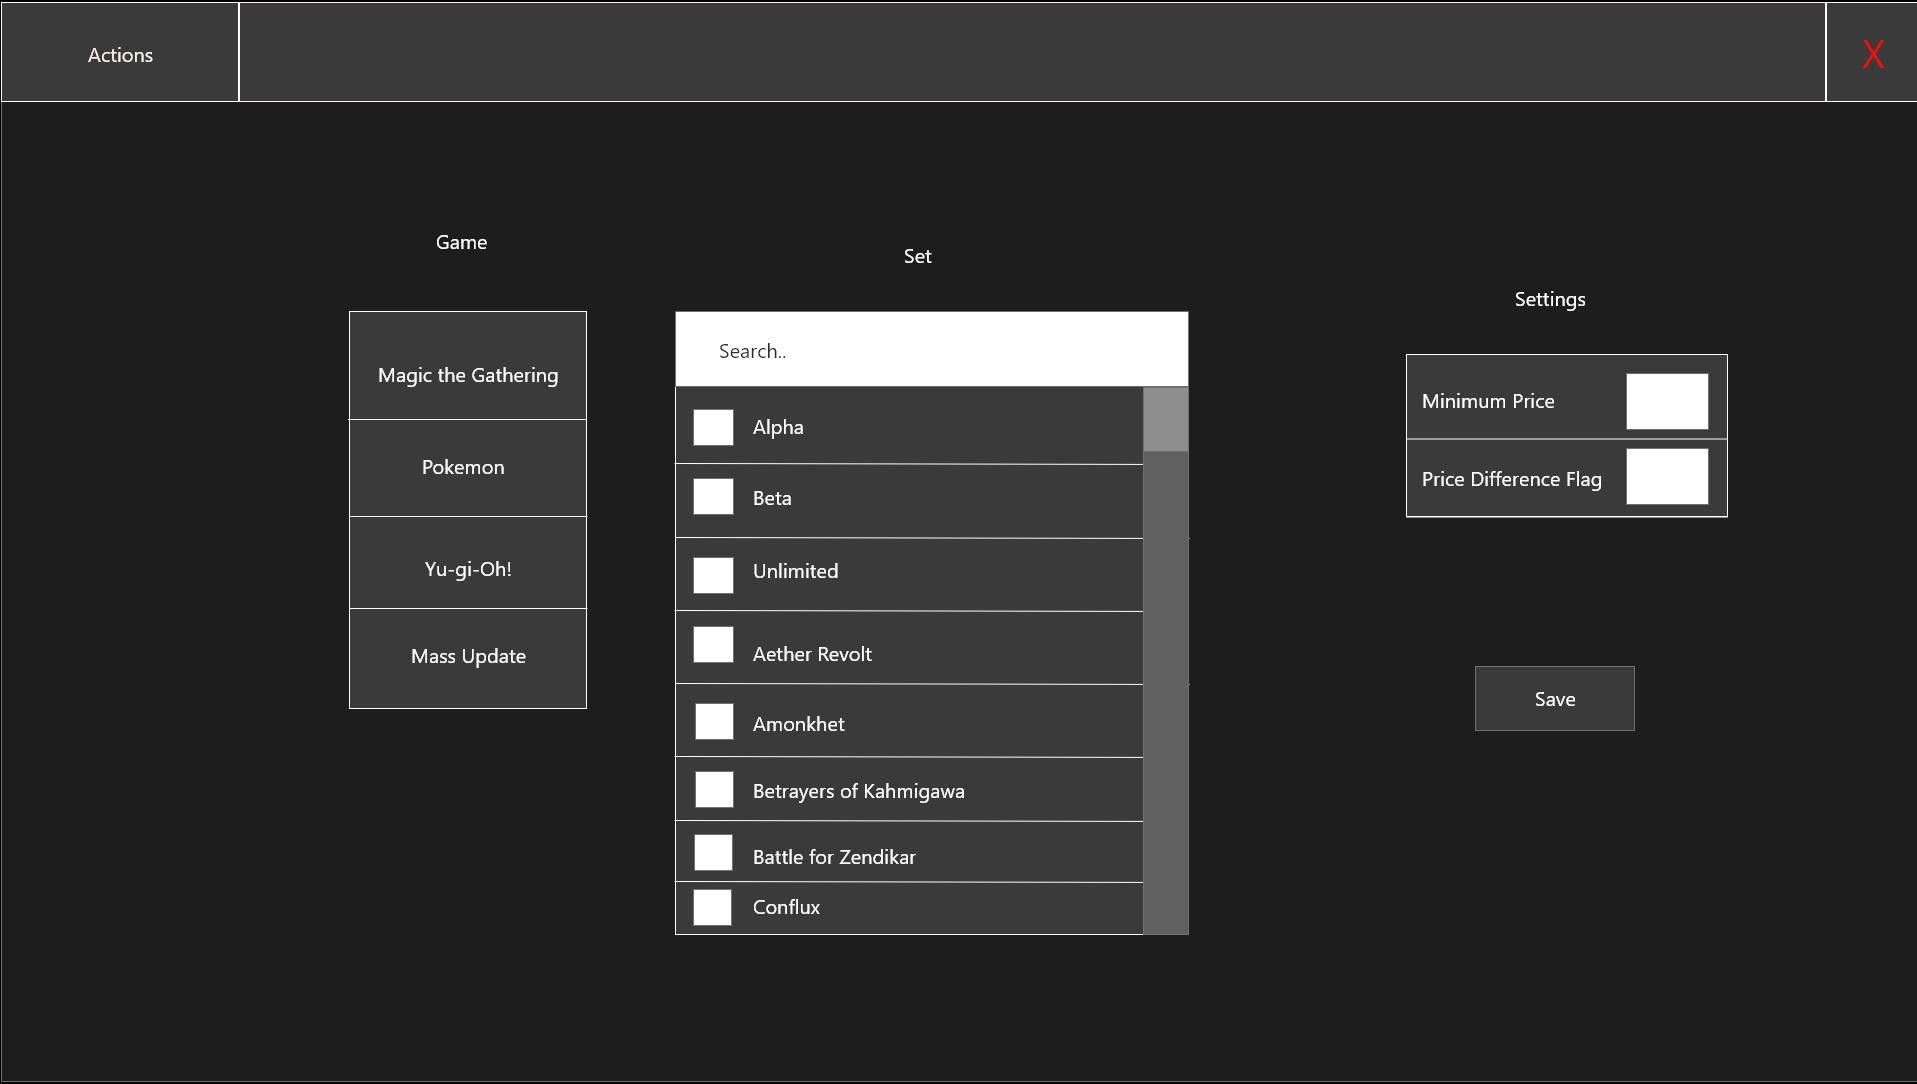 Actions
X
Game
Magic the Gathering
Pokemon
Yu-gi-Oh!
Mass Update
Set
Search..
Alpha
Beta
Unlimited
Aether Revolt
Amonkhet
Betrayers of Kahmigawa
Battle for Zendikar
Conflux
Settings
Minimum Price
Price Difference Flag
Save